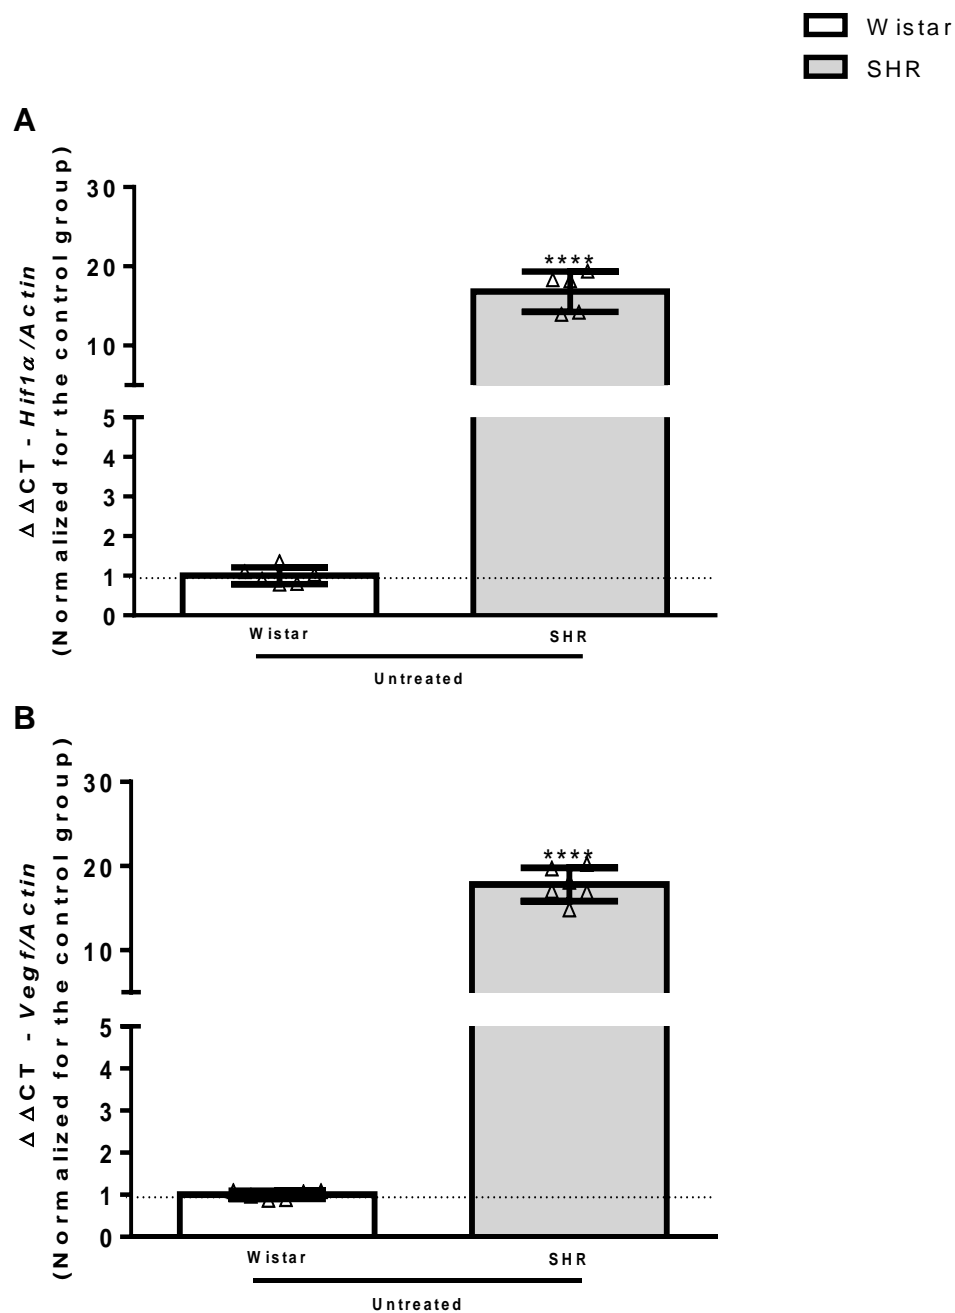 Wistar
SHR
A
ΔΔCT - Hif1α/Actin
(Normalized for the control group)
30
20
10
5
4
3
2
1
0
****
Wistar
SHR
Untreated
B
ΔΔCT - Vegf/Actin
(Normalized for the control group)
30
20
10
5
4
3
2
1
0
****
Wistar
SHR
Untreated